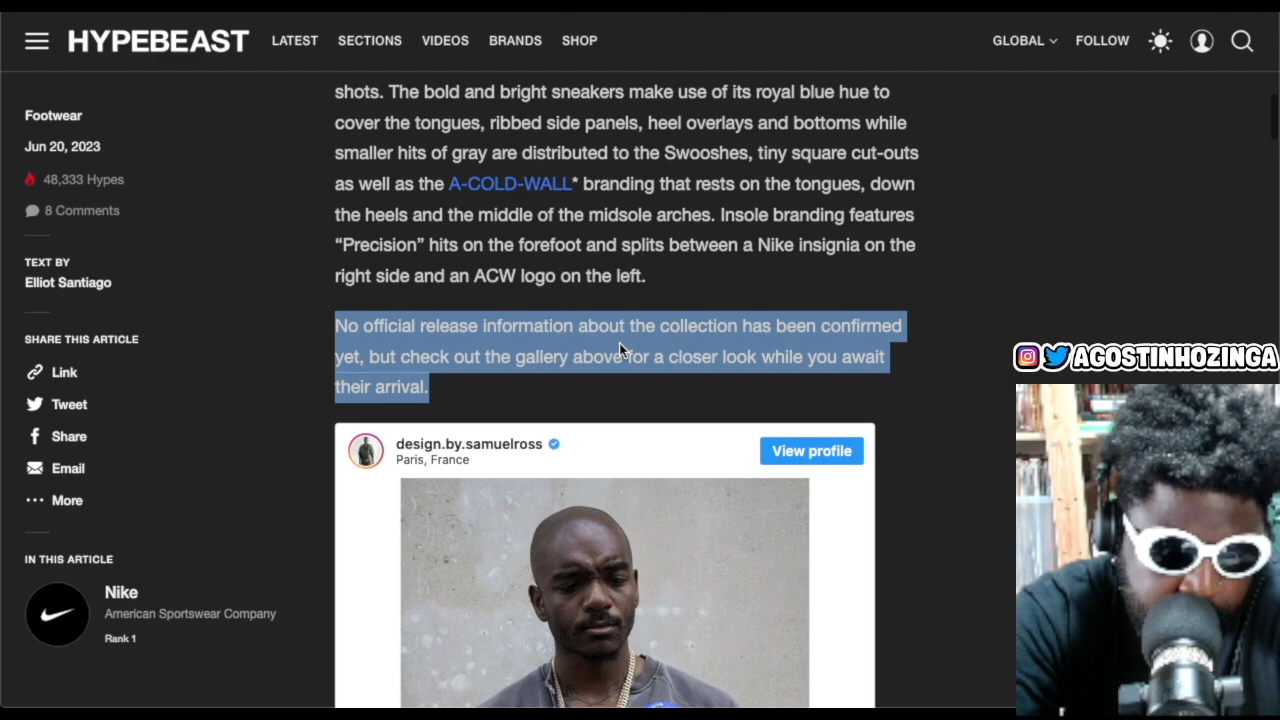 HYPEBEAST
LATEST
SECTIONS
VIDEOS
BRANDS
SHOP
GLOBAL
FOLLOW
Footwear
Jun 20, 2023
48,333 Hypes
8 Comments
TEXT BY
Elliot Santiago
SHARE THIS ARTICLE
Link
Tweet
Share
Email
More
IN THIS ARTICLE
Nike
American Sportswear Company
Rank 1
shots. The bold and bright sneakers make use of its royal blue hue to
cover the tongues, ribbed side panels, heel overlays and bottoms while
smaller hits of gray are distributed to the Swooshes, tiny square cut-outs
as well as the A-COLD-WALL* branding that rests on the tongues, down
the heels and the middle of the midsole arches. Insole branding features
“Precision” hits on the forefoot and splits between a Nike insignia on the
right side and an ACW logo on the left.
No official release information about the collection has been confirmed
yet, but check out the gallery above for a closer look while you await
their arrival.
design.by.samuelross
Paris, France
View profile
AGOSTINHOZINGA